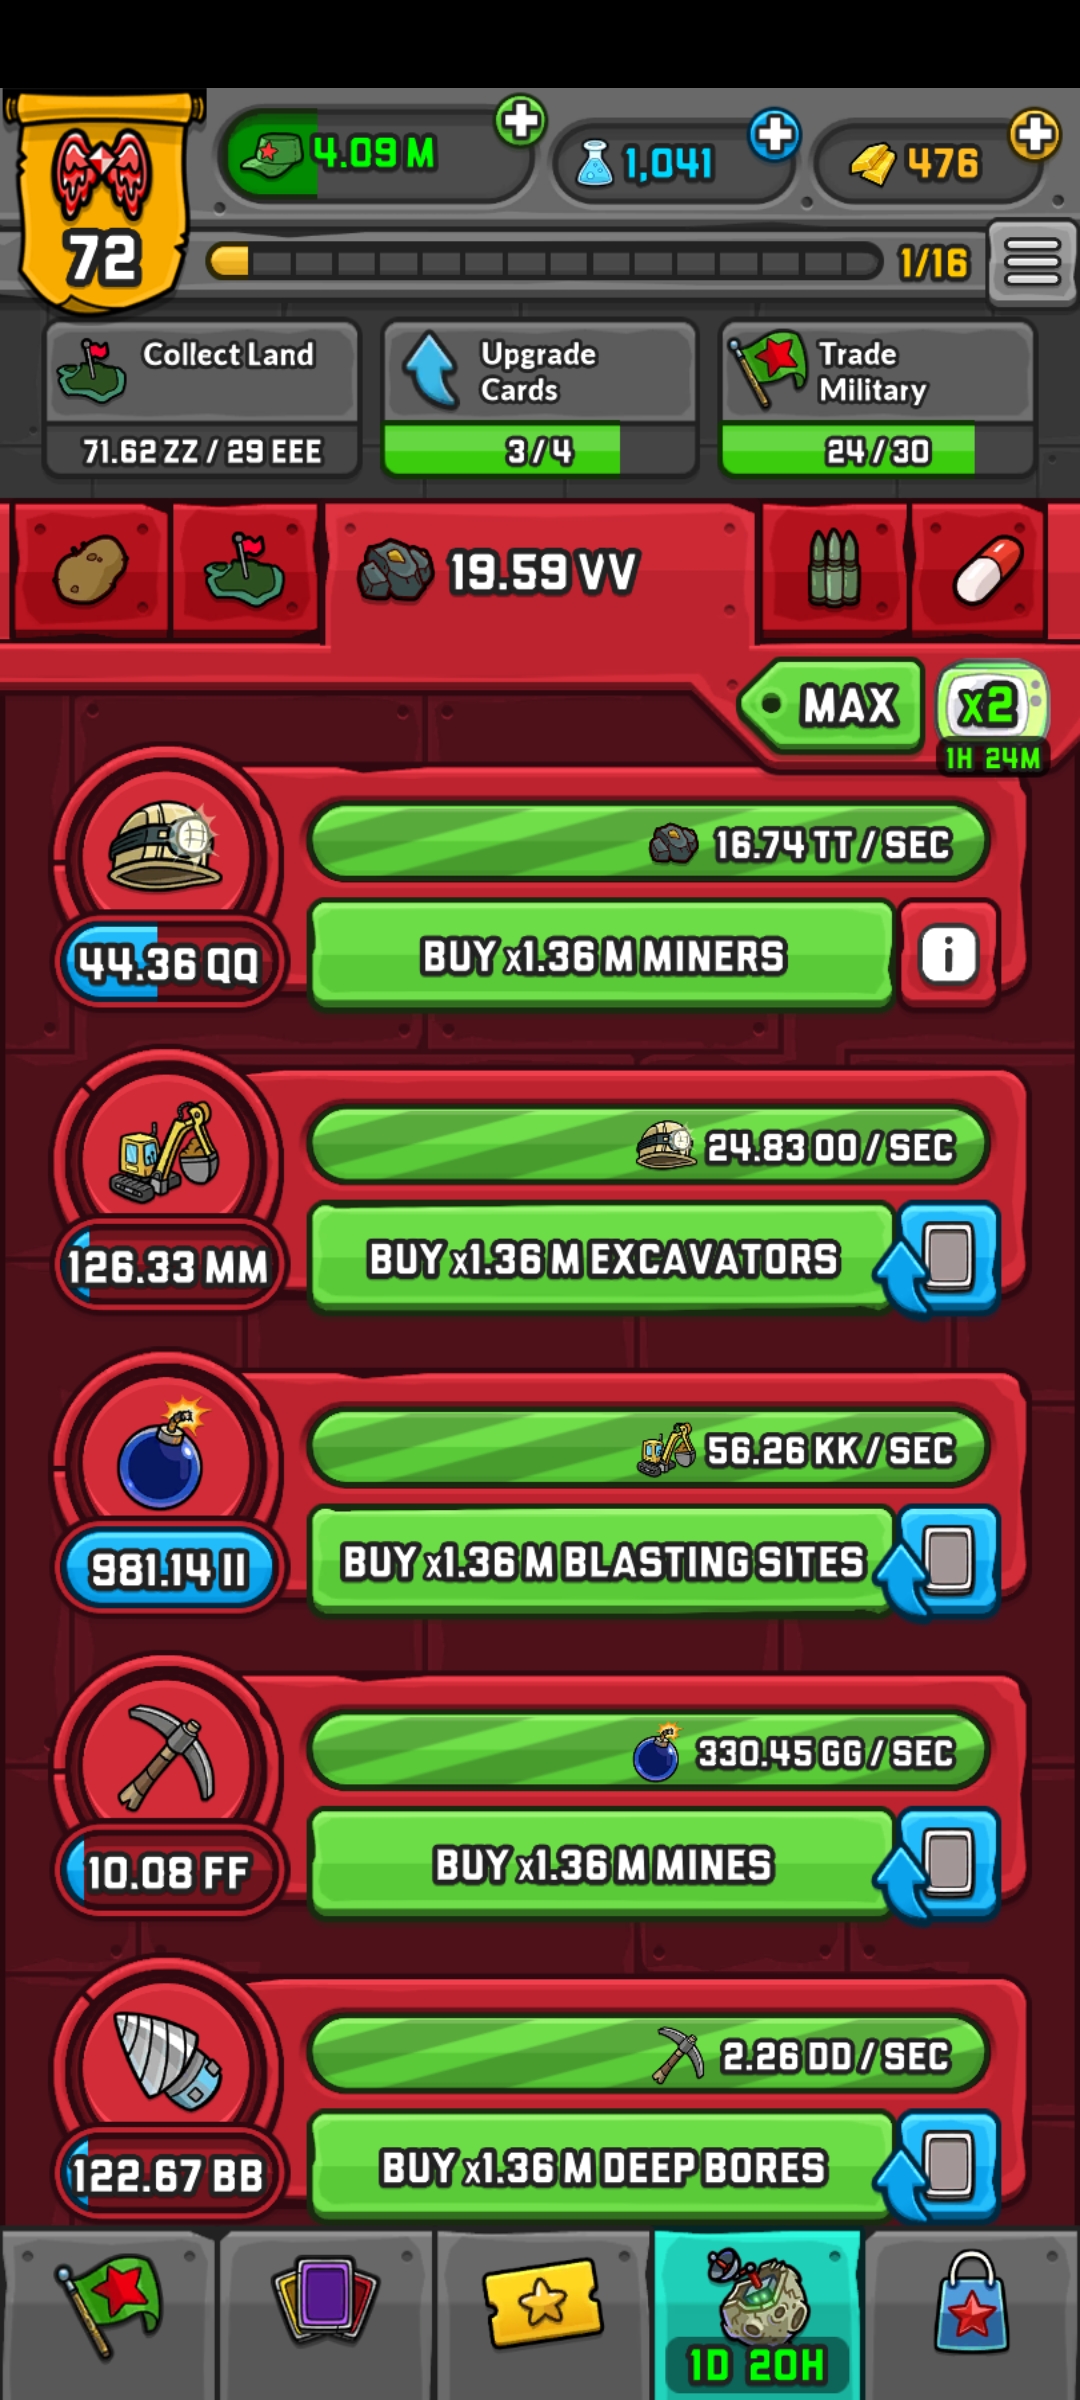 4.09 M
1,041
476
72
1/16
Collect Land
71.62 ZZ / 29 EEE
Upgrade
Cards
3/4
Trade
Military
24/30
19.59 VV
MAX
x2
1H 24M
16.74 TT / SEC
44.36 QQ
BUY x1.36 M MINERS
i
24.83 OO / SEC
126.33 MM
BUY x1.36 M EXCAVATORS
56.26 KK / SEC
981.14 II
BUY x1.36 M BLASTING SITES
330.45 GG / SEC
10.08 FF
BUY x1.36 M MINES
2.26 DD / SEC
122.67 BB
BUY x1.36 M DEEP BORES
1D 20H